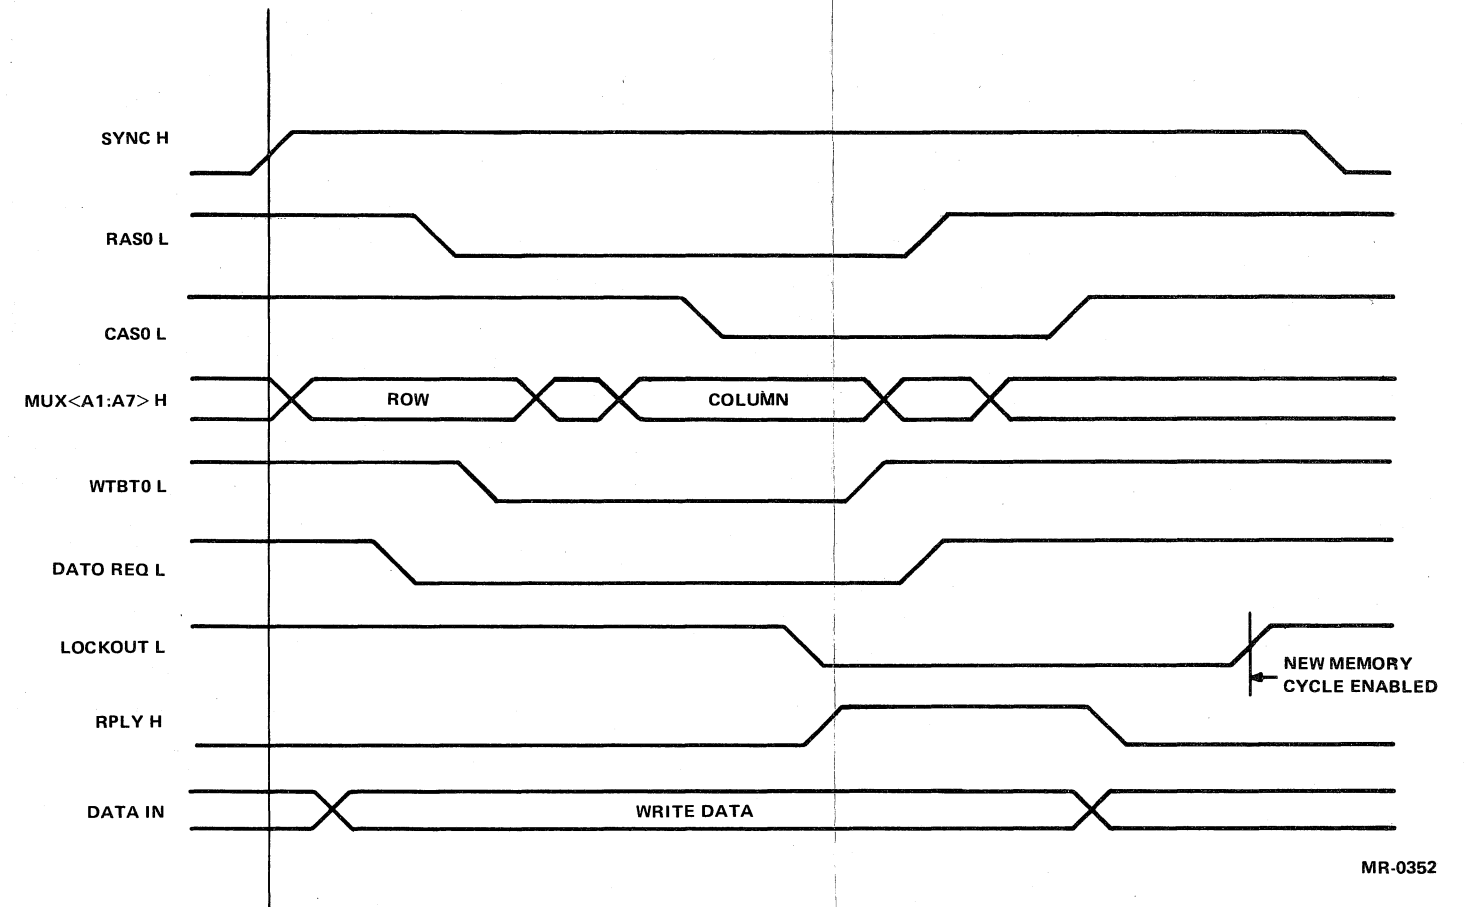 SYNC H
RAS0 L
CAS0 L
MUX<A1:A7> H
ROW
COLUMN
WTBT0 L
DATO REQ L
LOCKOUT L
NEW MEMORY
CYCLE ENABLED
RPLY H
DATA IN
WRITE DATA
MR-0352